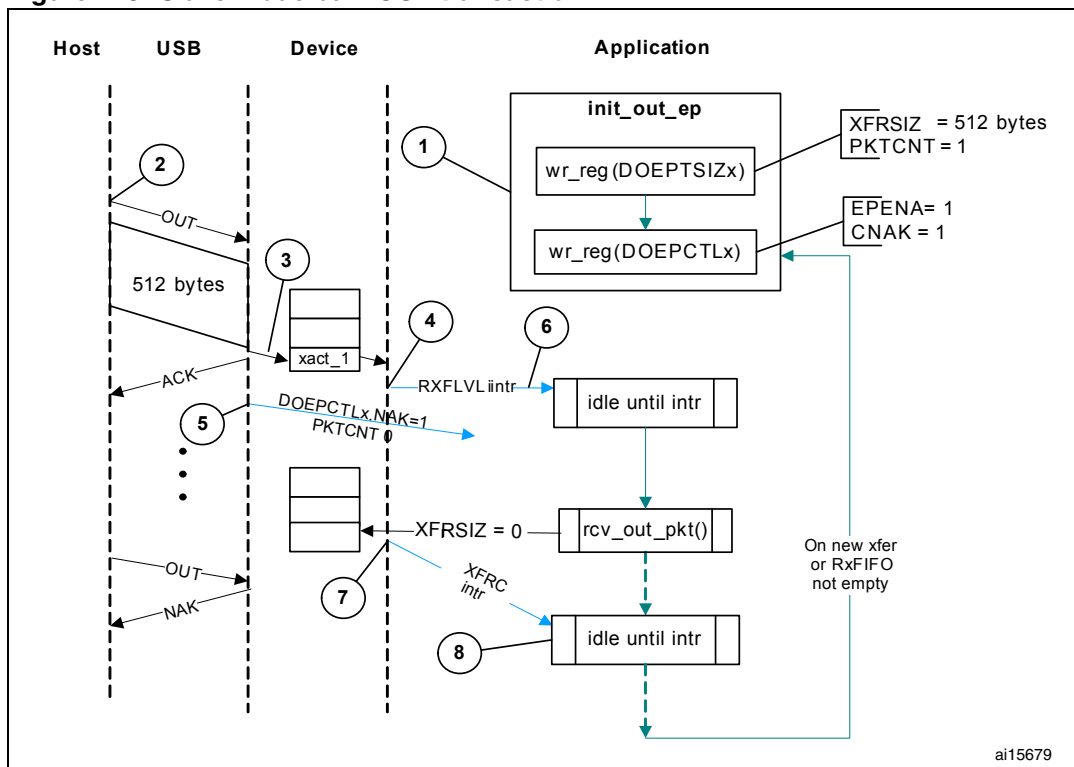 Host USB Device Application
init_out_ep
1
XFRSIZ = 512 bytes
PKTCNT = 1
wr_reg(DOEPTSIZx)
2
OUT
EPENA= 1
CNAK = 1
wr_reg(DOEPCTLx)
3
512 bytes
4
6
xact_1
ACK
RXFLVL iintr
idle until intr
5
DOEPCTLx.NAK=1
PKTCNT 0
XFRSIZ = 0
rcv_out_pkt()
On new xfer
or RxFIFO
not empty
OUT
7
XFRC
intr
NAK
8
idle until intr
ai15679